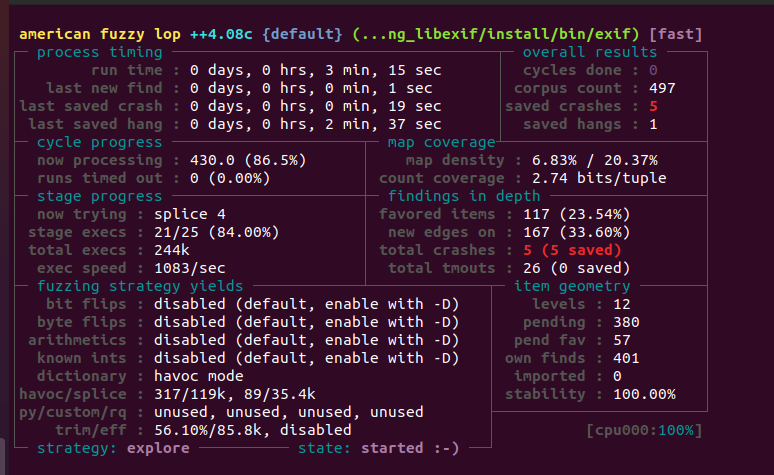 american fuzzy lop ++4.08c {default} (...ng_libexif/install/bin/exif) [fast]
process timing overall results
run time : 0 days, 0 hrs, 3 min, 15 sec cycles done : 0
last new find : 0 days, 0 hrs, 0 min, 1 sec corpus count : 497
last saved crash : 0 days, 0 hrs, 0 min, 19 sec saved crashes : 5
last saved hang : 0 days, 0 hrs, 2 min, 37 sec saved hangs : 1
cycle progress map coverage
now processing : 430.0 (86.5%) map density : 6.83% / 20.37%
runs timed out : 0 (0.00%) count coverage : 2.74 bits/tuple
stage progress findings in depth
now trying : splice 4 favored items : 117 (23.54%)
stage execs : 21/25 (84.00%) new edges on : 167 (33.60%)
total execs : 244k total crashes : 5 (5 saved)
exec speed : 1083/sec total tmouts : 26 (0 saved)
fuzzing strategy yields item geometry
bit flips : disabled (default, enable with -D) levels : 12
byte flips : disabled (default, enable with -D) pending : 380
arithmetics : disabled (default, enable with -D) pend fav : 57
known ints : disabled (default, enable with -D) own finds : 401
dictionary : havoc mode imported : 0
havoc/splice : 317/119k, 89/35.4k stability : 100.00%
py/custom/rq : unused, unused, unused, unused
trim/eff : 56.10%/85.8k, disabled [cpu000:100%]
strategy: explore state: started :-)